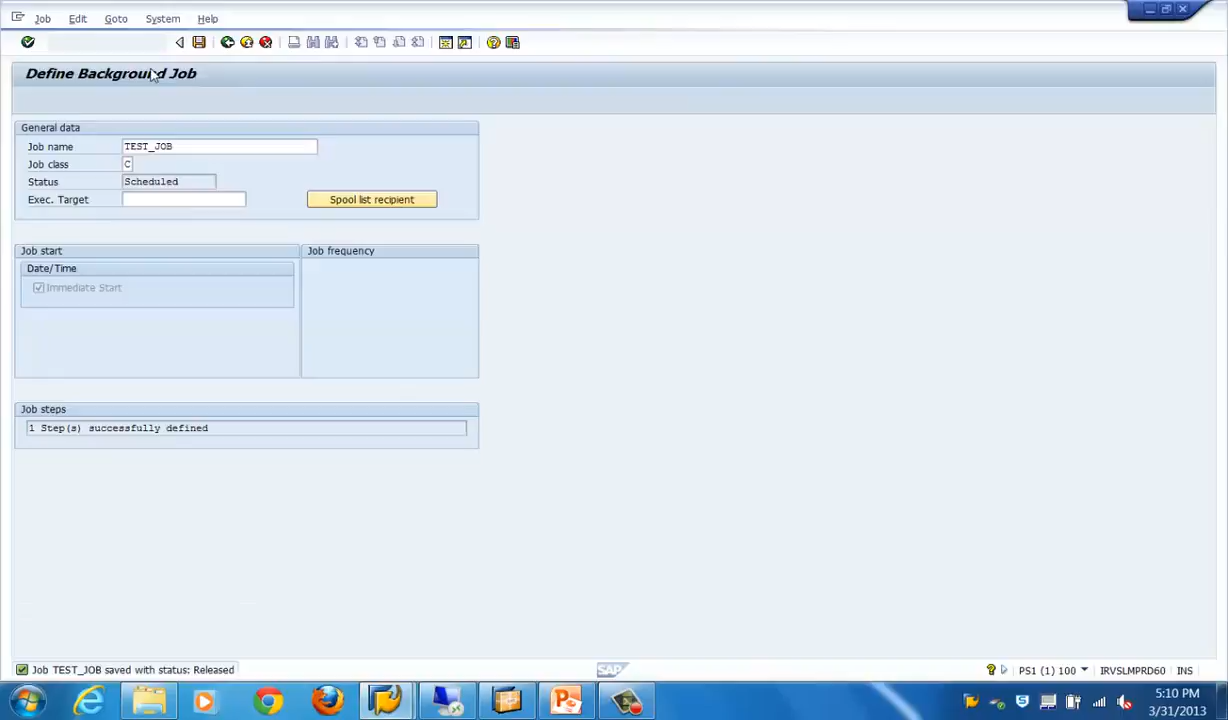 Job Edit Goto System Help
Define Background Job
General data
Job name TEST_JOB
Job class C
Status Scheduled
Exec. Target Spool list recipient
Job start Job frequency
Date/Time
Immediate Start
Job steps
1 Step(s) successfully defined
Job TEST_JOB saved with status: Released SAP PS1 (1) 100 IRVSLMPRD60 INS
5:10 PM
3/31/2013